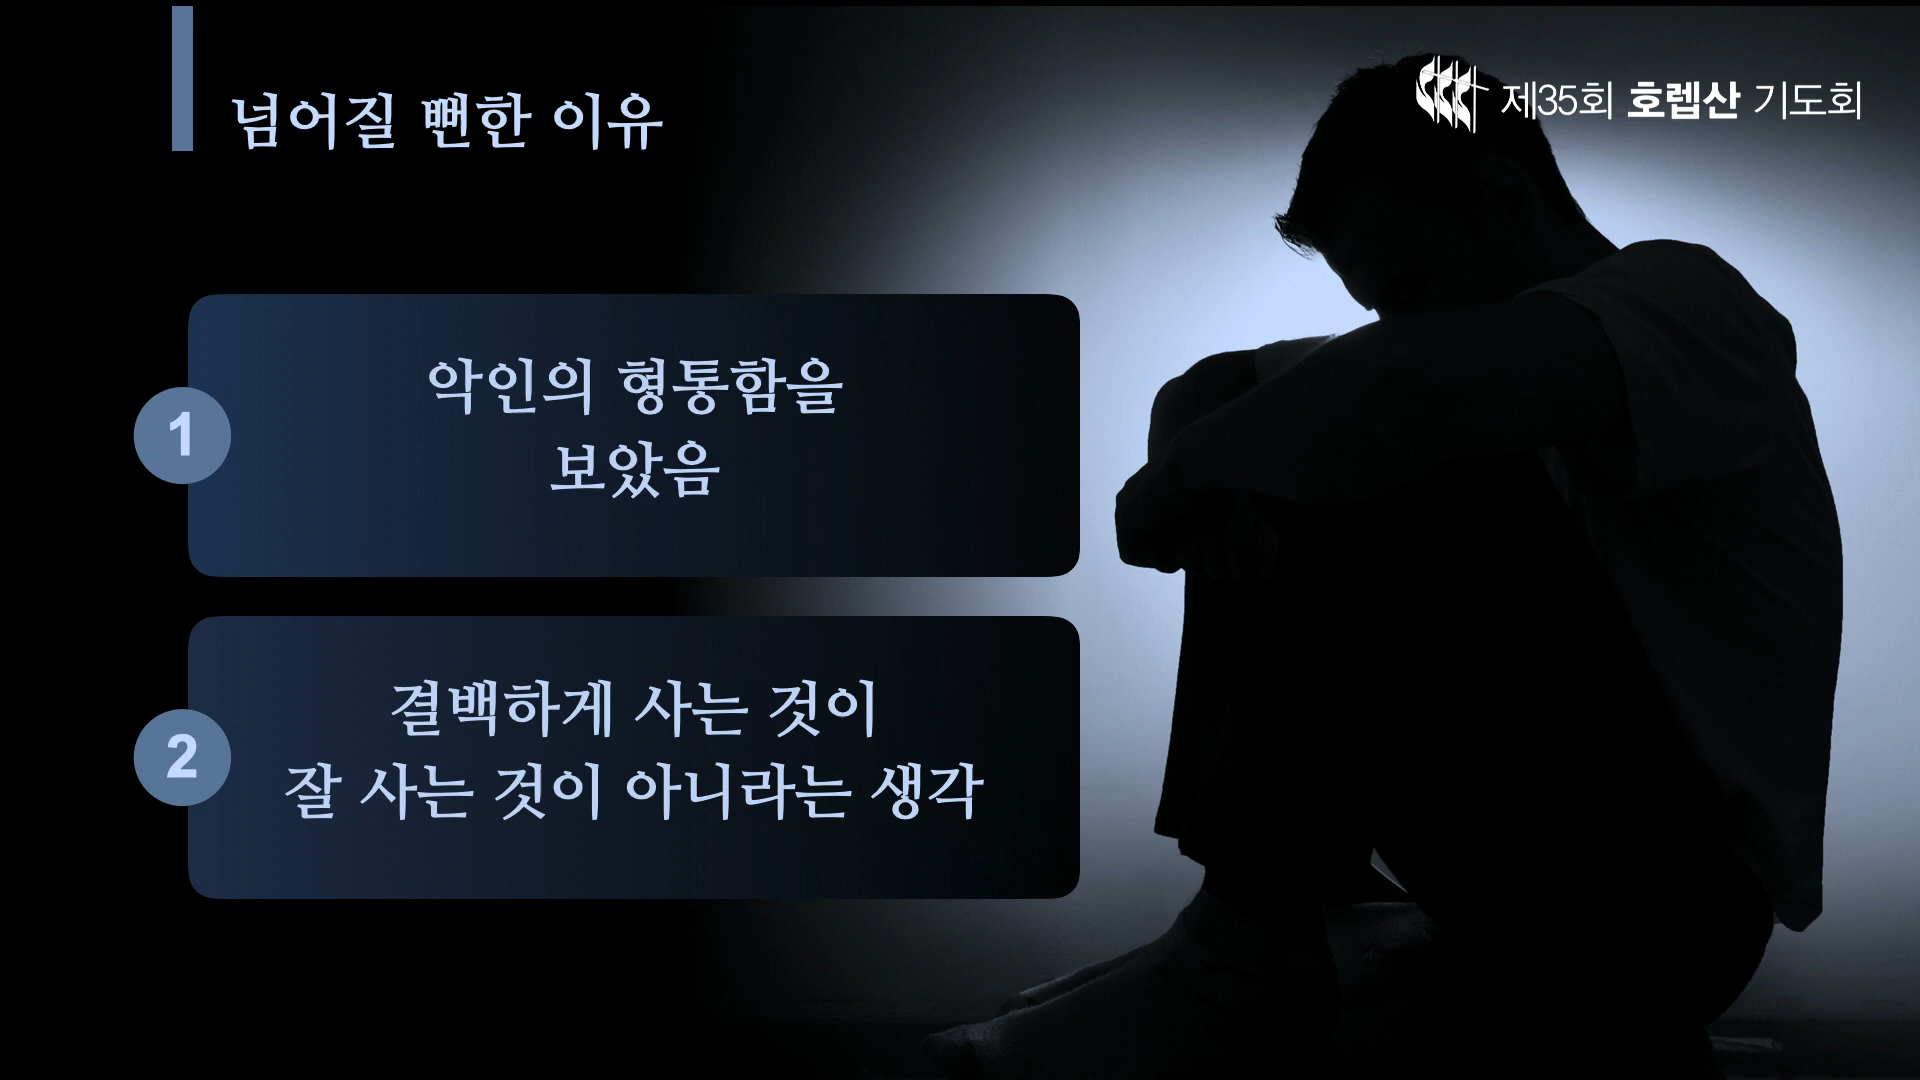 넘어질 뻔한 이유
제35회 호렙산 기도회
1
악인의 형통함을
보았음
2
결백하게 사는 것이
잘 사는 것이 아니라는 생각